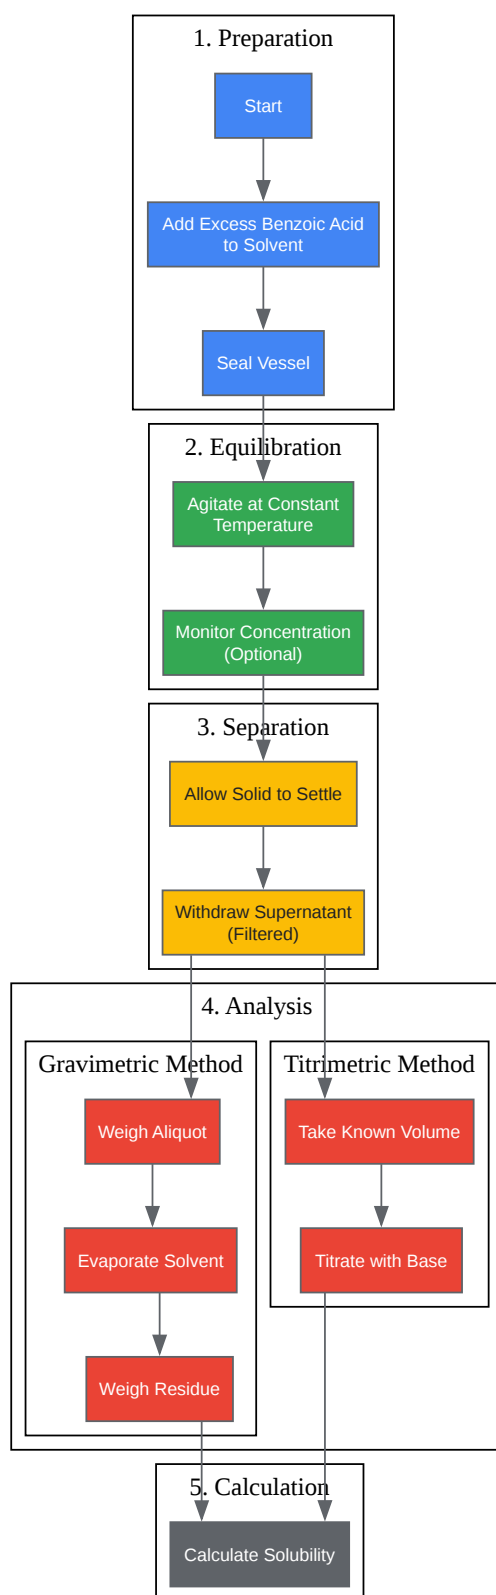 1. Preparation
Start
Add Excess Benzoic Acid
to Solvent
Seal Vessel
2. Equilibration
Agitate at Constant
Temperature
Monitor Concentration
(Optional)
3. Separation
Allow Solid to Settle
Withdraw Supernatant
(Filtered)
4. Analysis
Gravimetric Method
Weigh Aliquot
Evaporate Solvent
Weigh Residue
Titrimetric Method
Take Known Volume
Titrate with Base
5. Calculation
Calculate Solubility